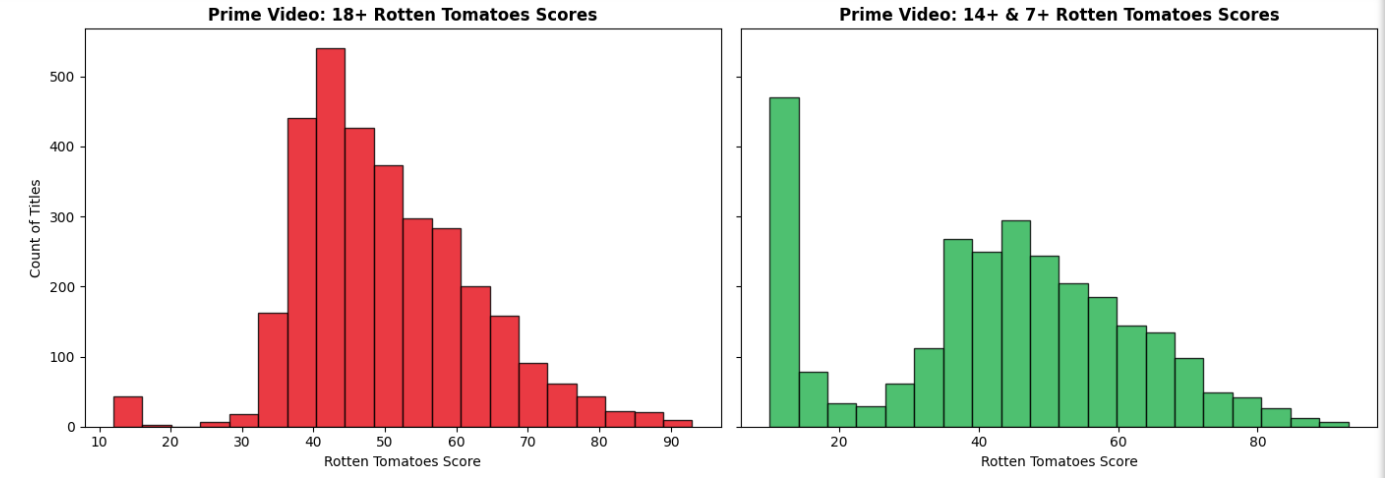 Prime Video: 18+ Rotten Tomatoes Scores
Prime Video: 14+ & 7+ Rotten Tomatoes Scores
Count of Titles
500
400
300
200
100
0
10 20 30 40 50 60 70 80 90
20 40 60 80
Rotten Tomatoes Score
Rotten Tomatoes Score